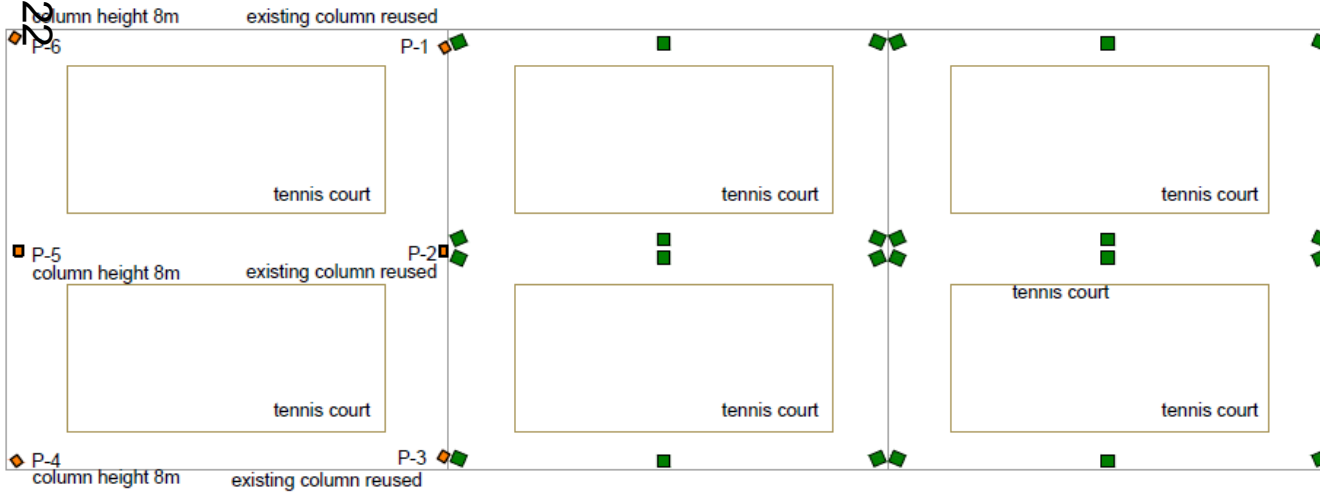 22
column height 8m existing column reused
P-6 P-1
tennis court tennis court tennis court
P-5 P-2
column height 8m existing column reused
tennis court
tennis court tennis court tennis court
P-4 P-3
column height 8m existing column reused